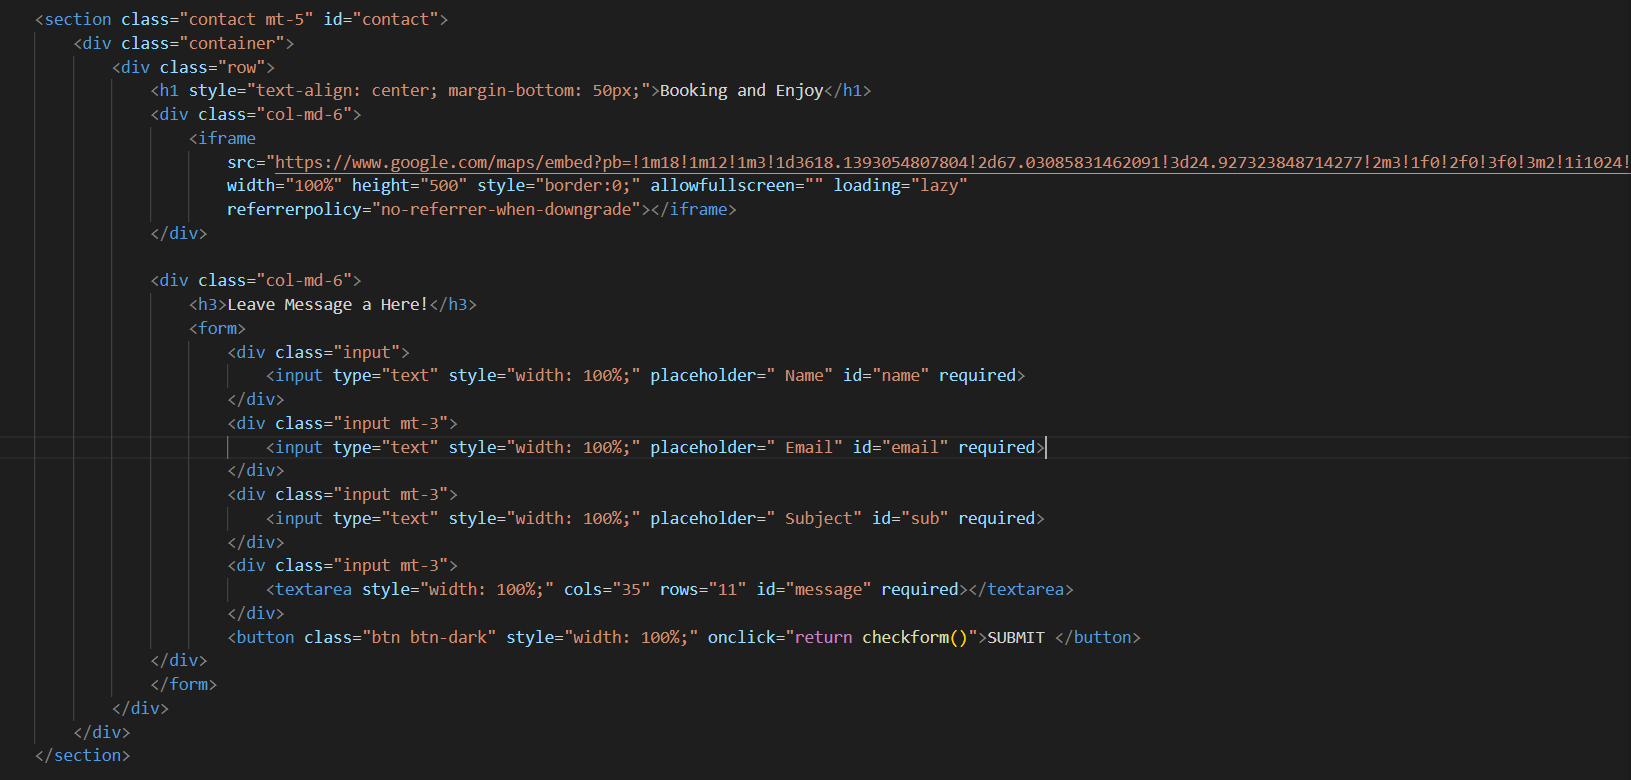 <section class="contact mt-5" id="contact">
<div class="container">
<div class="row">
<h1 style="text-align: center; margin-bottom: 50px;">Booking and Enjoy</h1>
<div class="col-md-6">
<iframe
src="https://www.google.com/maps/embed?pb=!1m18!1m12!1m3!1d3618.1393054807804!2d67.03085831462091!3d24.927323848714277!2m3!1f0!2f0!3f0!3m2!1i1024!
width="100%" height="500" style="border:0;" allowfullscreen="" loading="lazy"
referrerpolicy="no-referrer-when-downgrade"></iframe>
</div>
<div class="col-md-6">
<h3>Leave Message a Here!</h3>
<form>
<div class="input">
<input type="text" style="width: 100%;" placeholder=" Name" id="name" required>
</div>
<div class="input mt-3">
<input type="text" style="width: 100%;" placeholder=" Email" id="email" required>
</div>
<div class="input mt-3">
<input type="text" style="width: 100%;" placeholder=" Subject" id="sub" required>
</div>
<div class="input mt-3">
<textarea style="width: 100%;" cols="35" rows="11" id="message" required></textarea>
</div>
<button class="btn btn-dark" style="width: 100%;" onclick="return checkform()">SUBMIT </button>
</div>
</form>
</div>
</div>
</section>